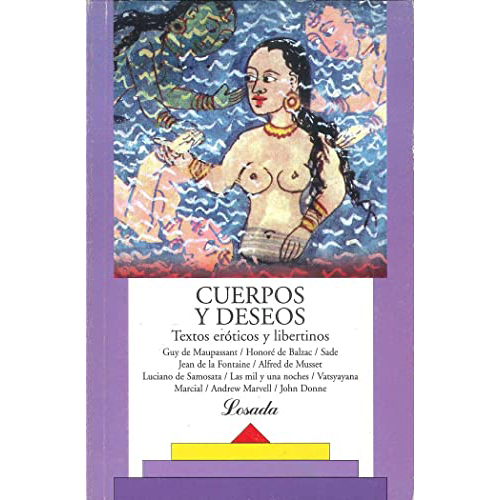 CUERPOS
Y DESEOS
Textos eróticos y libertinos
Guy de Maupassant / Honoré de Balzac / Sade
Jean de la Fontaine / Alfred de Musset
Luciano de Samosata / Las mil y una noches / Vatsyayana
Marcial / Andrew Marvell / John Donne
Losada